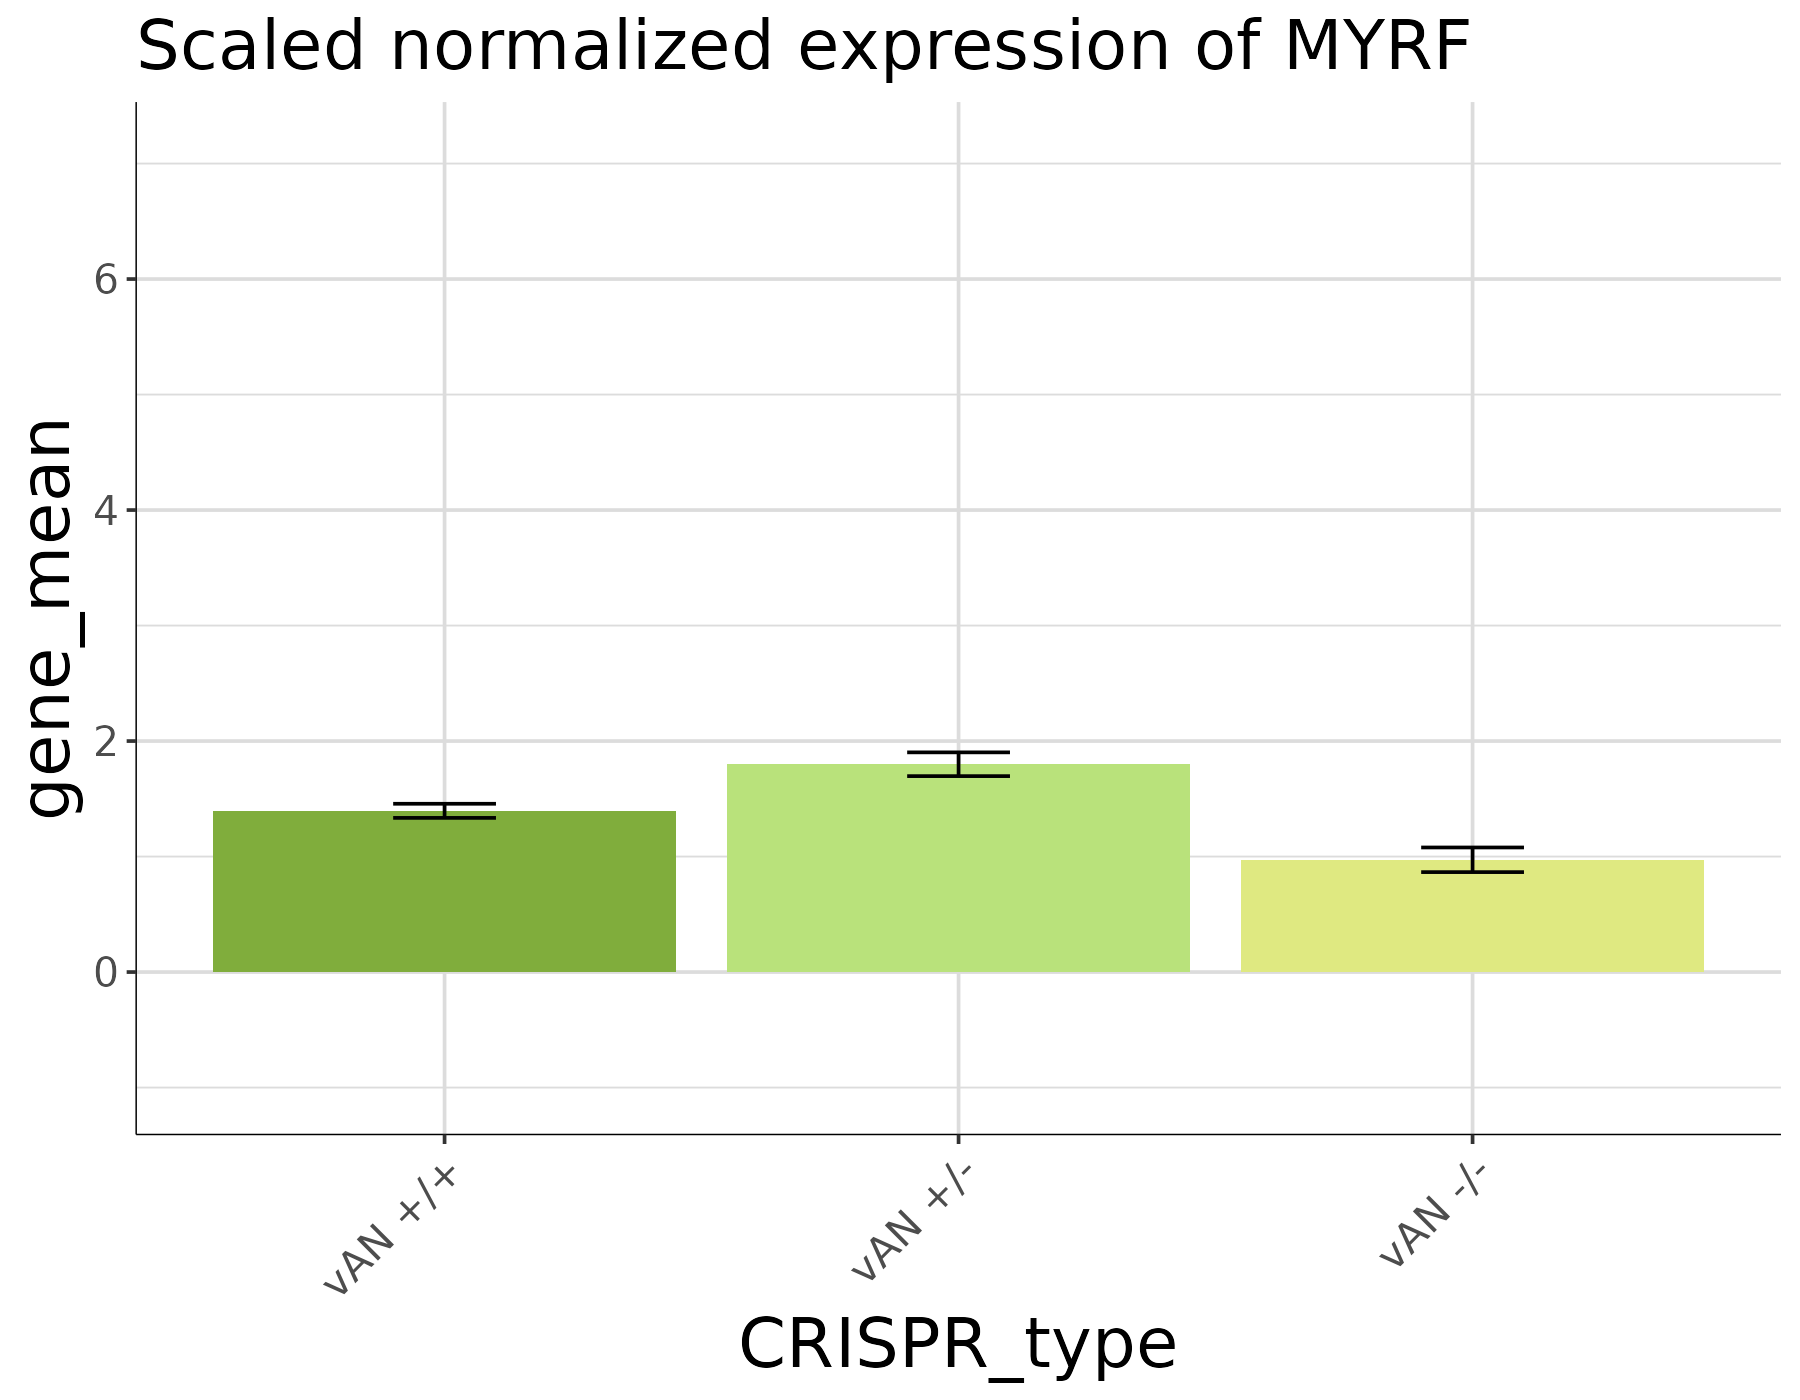 Scaled normalized expression of MYRF
gene_mean
6
4
2
0
vAN +/+
vAN +/-
vAN -/-
CRISPR_type